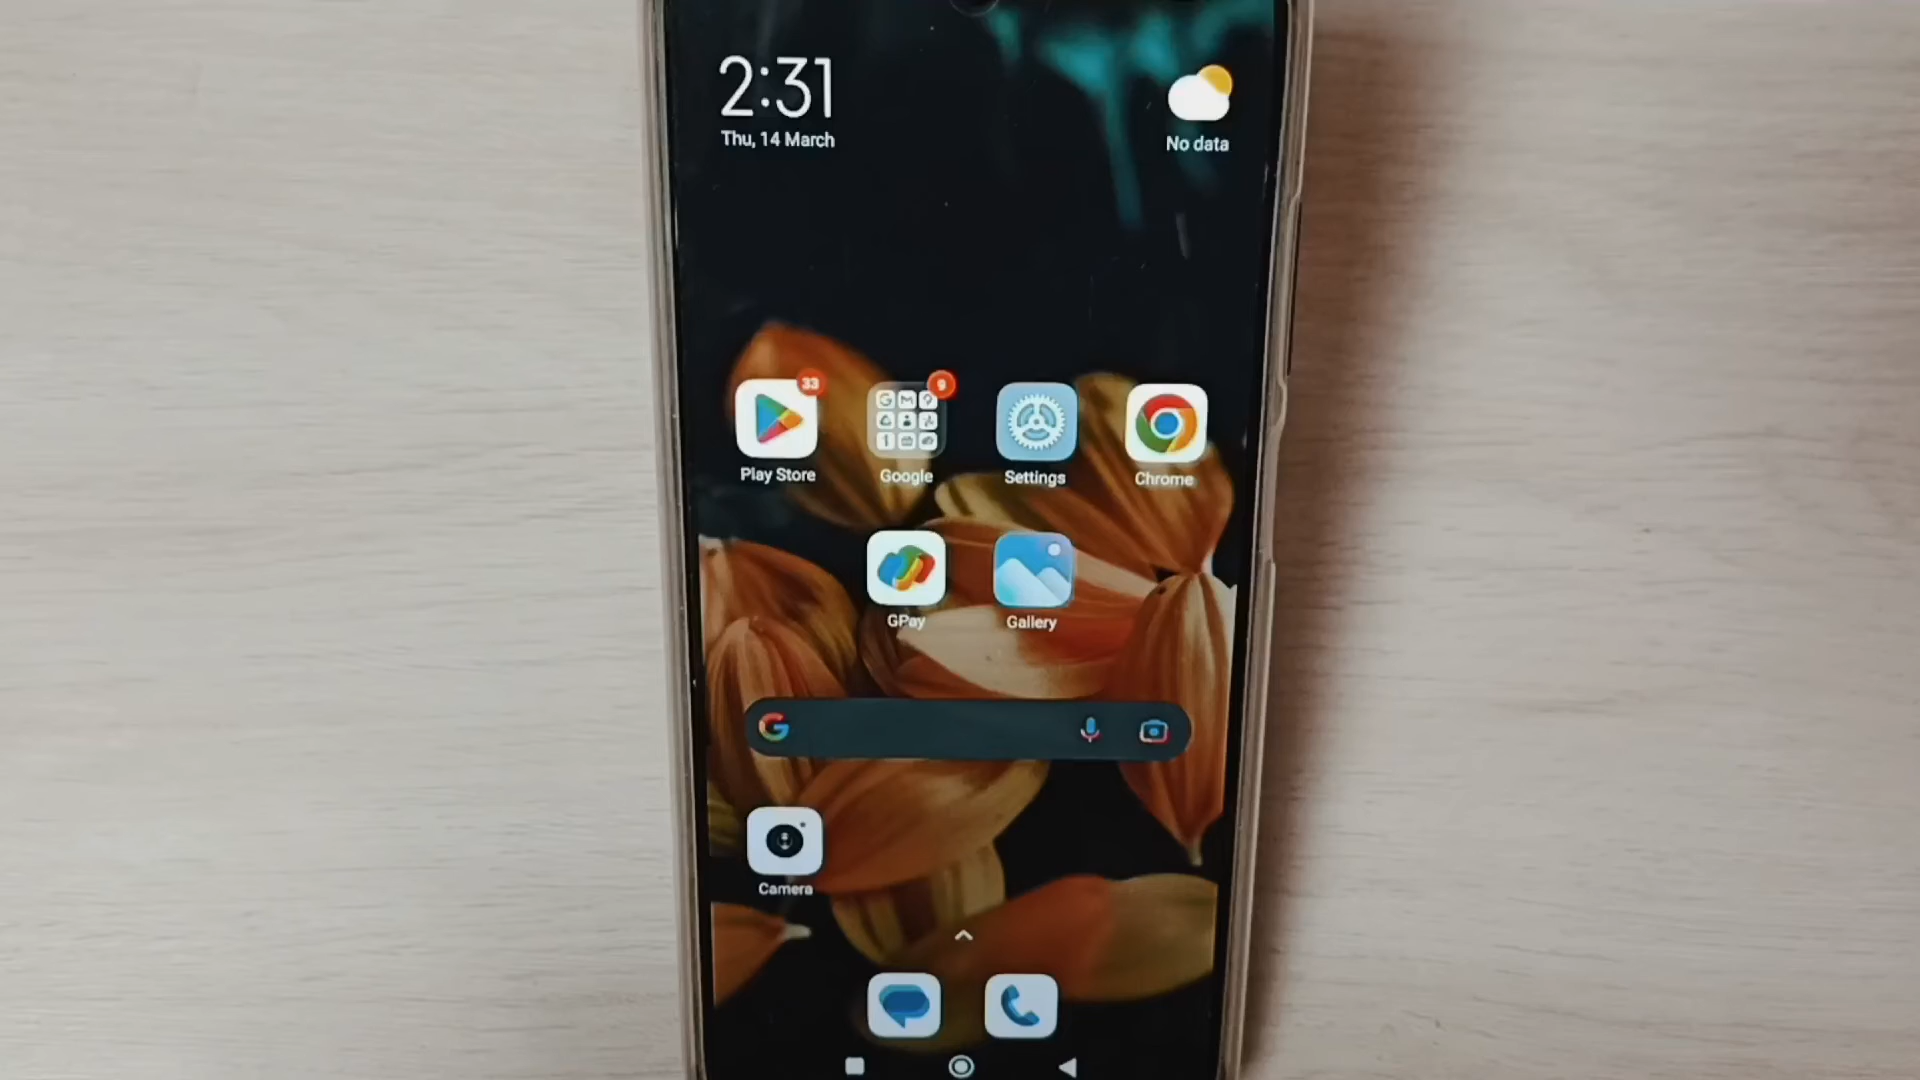 2:31
Thu, 14 March
No data
33
9
Play Store
Google
Settings
Chrome
GPay
Gallery
Camera